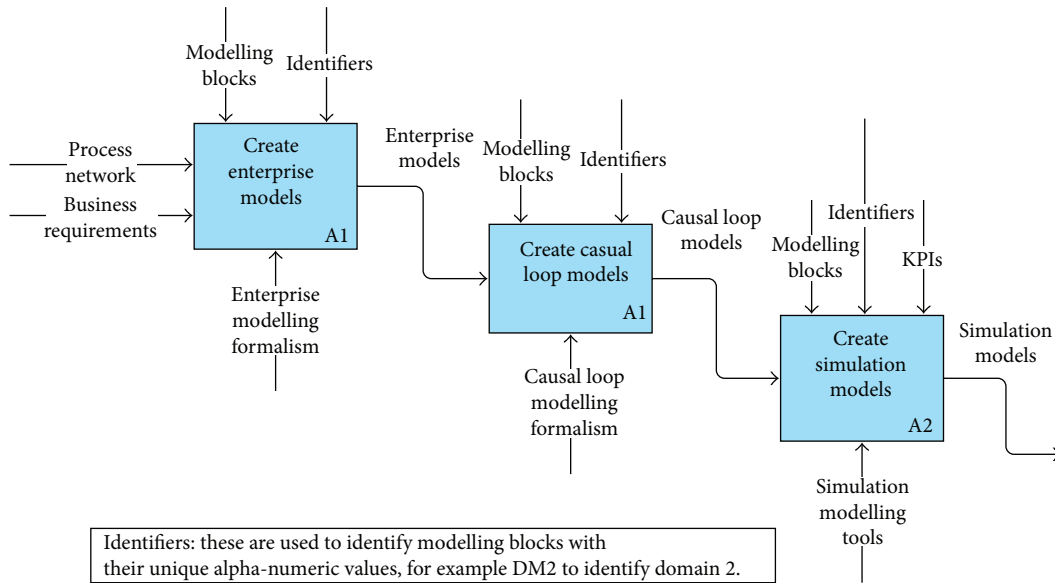 Modelling
blocks
Identifiers
Process
network
Business
requirements
Create
enterprise
models
A1
Enterprise
modelling
formalism
Enterprise
models
Modelling
blocks
Identifiers
Create casual
loop models
A1
Causal loop
modelling
formalism
Causal loop
models
Modelling
blocks
Identifiers
KPIs
Create
simulation
models
A2
Simulation
modelling
tools
Simulation
models
Identifiers: these are used to identify modelling blocks with
their unique alpha-numeric values, for example DM2 to identify domain 2.